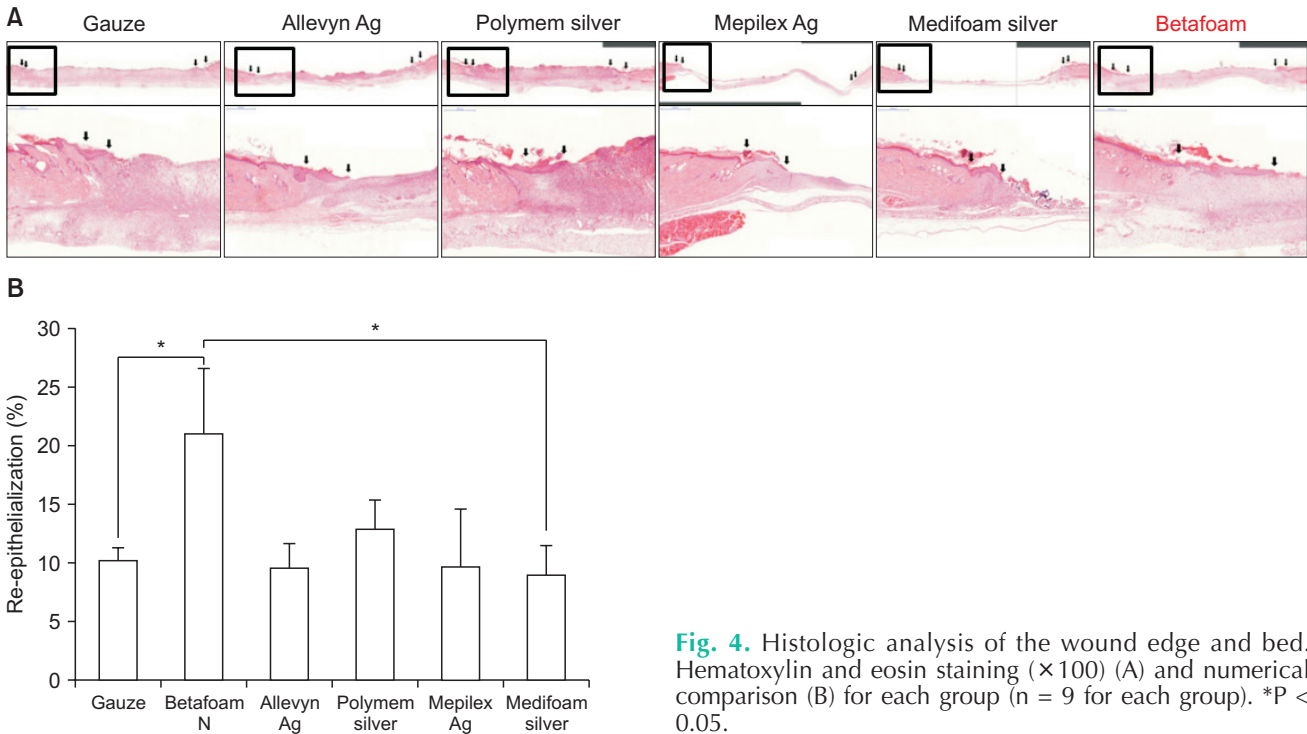 A
Gauze
Allevyn Ag
Polymem silver
Mepilex Ag
Medifoam silver
Betafoam
B
Re-epithelialization (%)
30
25
20
15
10
5
0
*
*
Gauze
Betafoam
N
Allevyn
Ag
Polymem
silver
Mepilex
Ag
Medifoam
silver
Fig. 4. Histologic analysis of the wound edge and bed.
Hematoxylin and eosin staining (×100) (A) and numerical
comparison (B) for each group (n = 9 for each group). *P <
0.05.